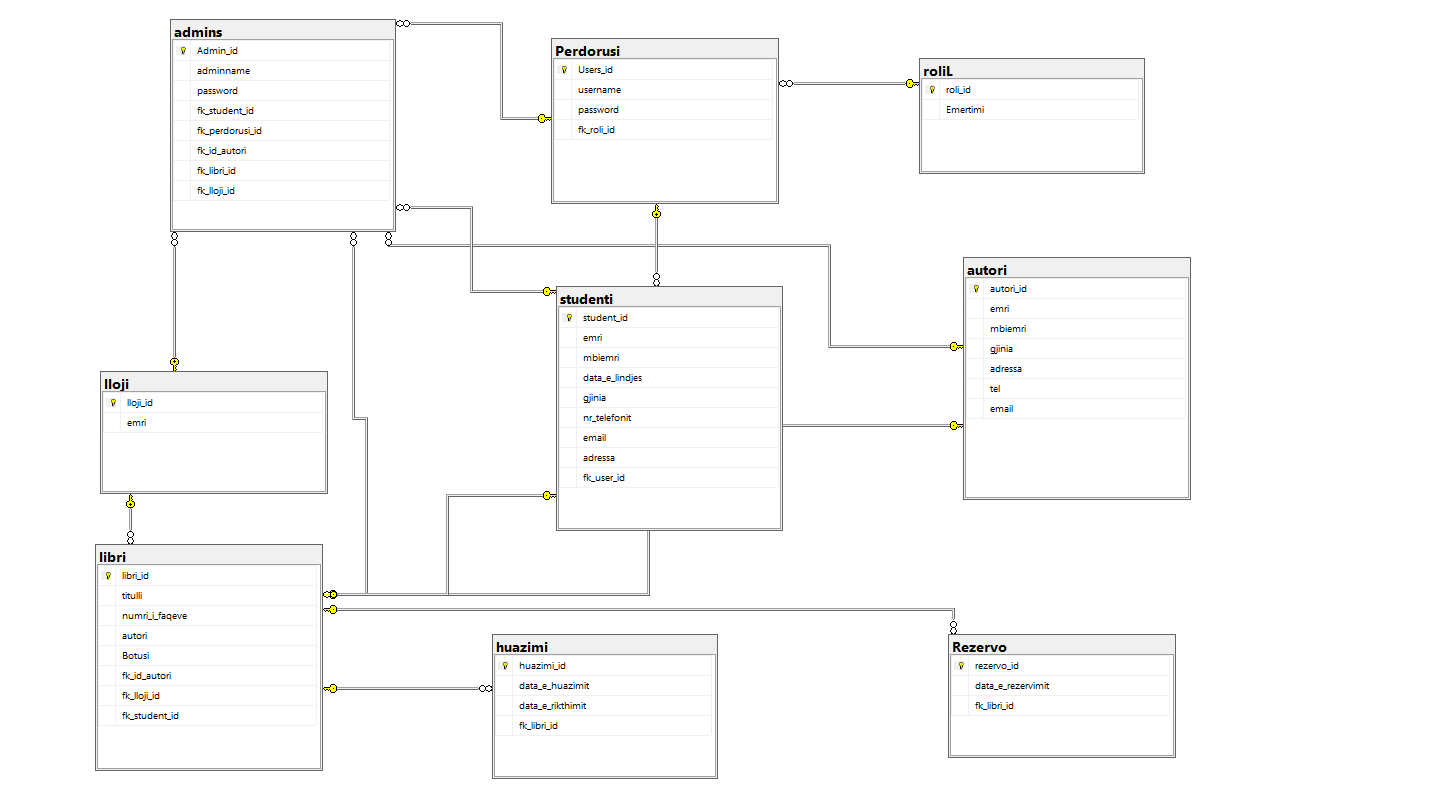 admins
Admin_id
adminname
password
fk_student_id
fk_perdorusi_id
fk_id_autori
fk_libri_id
fk_lloji_id
Perdorusi
Users_id
username
password
fk_roli_id
roliL
roli_id
Emertimi
studenti
student_id
emri
mbiemri
data_e_lindjes
gjinia
nr_telefonit
email
adressa
fk_user_id
autori
autori_id
emri
mbiemri
gjinia
adressa
tel
email
lloji
lloji_id
emri
libri
libri_id
titulli
numri_i_faqeve
autori
Botusi
fk_id_autori
fk_lloji_id
fk_student_id
huazimi
huazimi_id
data_e_huazimit
data_e_rikthimit
fk_libri_id
Rezervo
rezervo_id
data_e_rezervimit
fk_libri_id